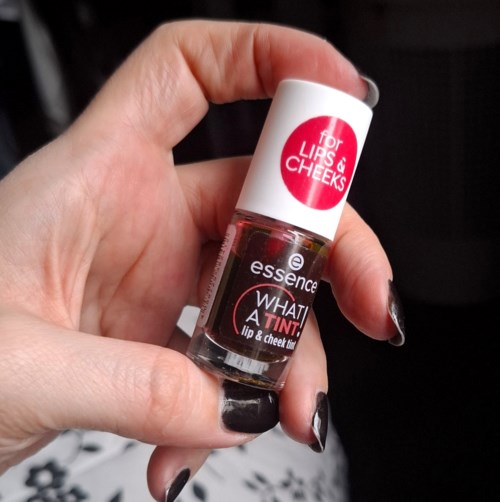 for
LIPS &
CHEEKS
e
essence
WHAT
A TINT!
lip & cheek tint